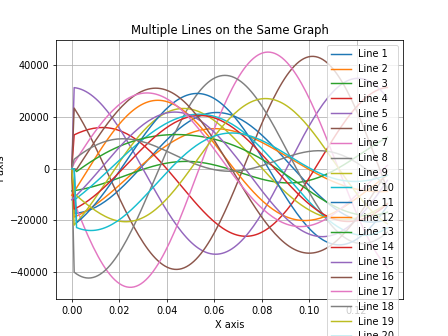 Multiple Lines on the Same Graph
40000
20000
0
−20000
−40000
0.00
0.02
0.04
0.06
0.08
0.10
X axis
Line 1
Line 2
Line 3
Line 4
Line 5
Line 6
Line 7
Line 8
Line 9
Line 10
Line 11
Line 12
Line 13
Line 14
Line 15
Line 16
Line 17
Line 18
Line 19
Line 20